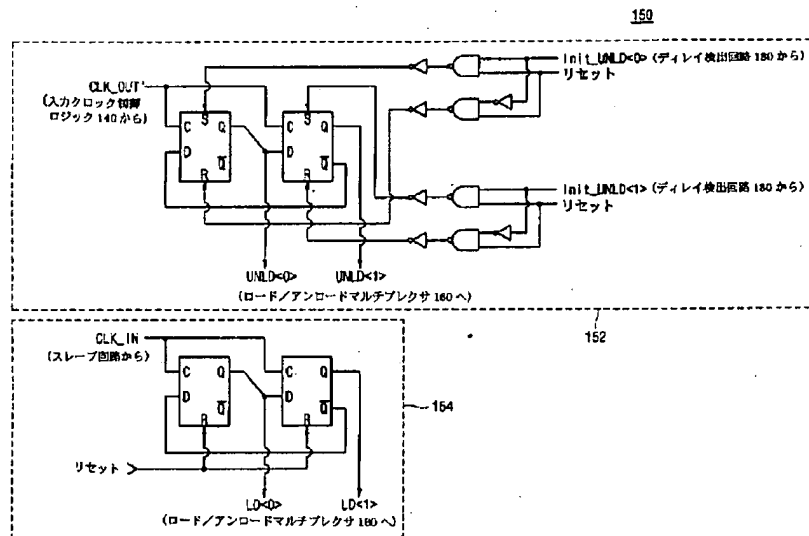 150
Init_UNLD<0> (ディレイ検出回路 180 から)
リセット
CLK_OUT'
(入力クロック制御
ロジック 140 から)
S
S
C Q
C Q
D Q
D Q
R
R
Init_UNLD<1> (ディレイ検出回路 180 から)
リセット
UNLD<0> UNLD<1>
(ロード/アンロードマルチプレクサ 160 へ)
152
CLK_IN
(スレーブ回路から)
C Q
C Q
D Q
D Q
R
R
154
リセット
LD<0> LD<1>
(ロード/アンロードマルチプレクサ 160 へ)